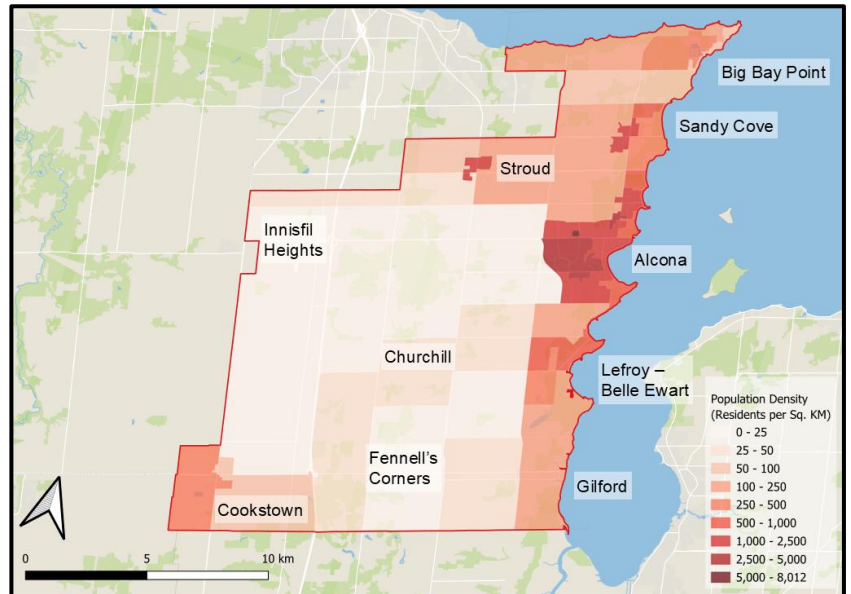 Big Bay Point
Sandy Cove
Stroud
Innisfil
Heights
Alcona
Churchill
Lefroy –
Belle Ewart
Fennell's
Corners
Gilford
Cookstown
Population Density
(Residents per Sq. KM)
0 - 25
25 - 50
50 - 100
100 - 250
250 - 500
500 - 1,000
1,000 - 2,500
2,500 - 5,000
5,000 - 8,012
0 5 10 km